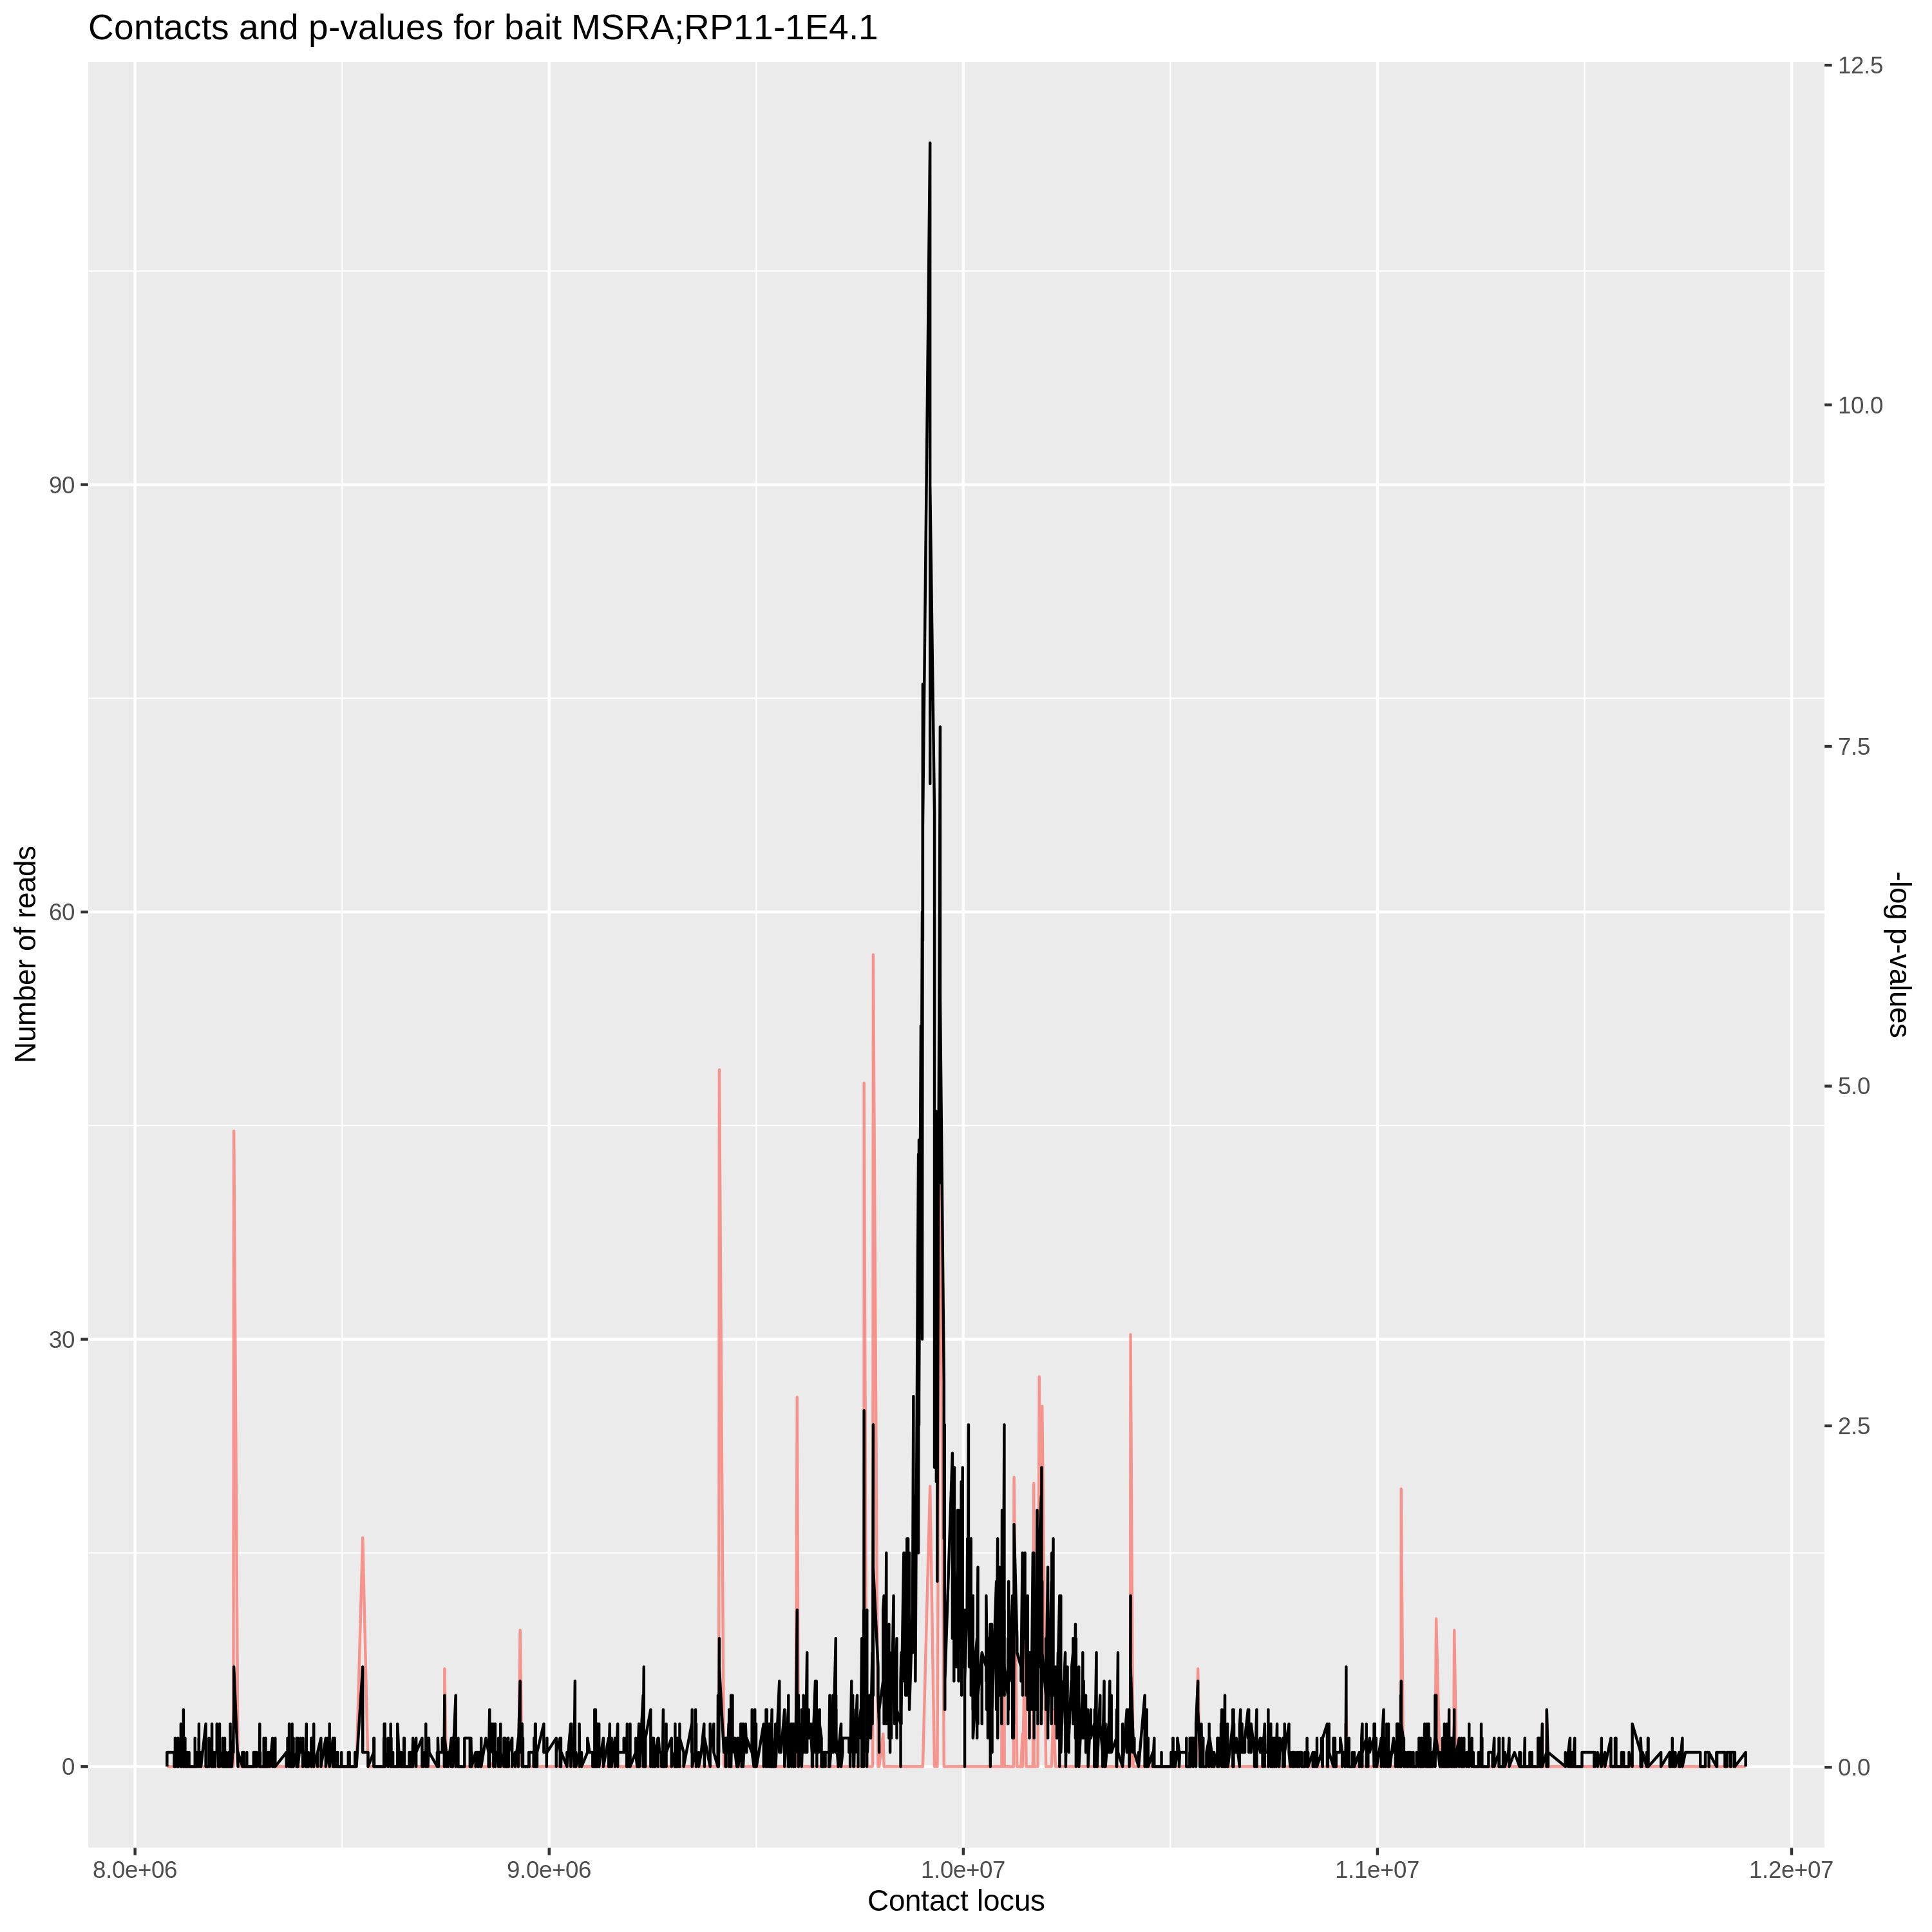 Contacts and p-values for bait MSRA;RP11-1E4.1
12.5
10.0
90
7.5
60
Number of reads
-log p-values
5.0
30
2.5
0
0.0
8.0e+06
9.0e+06
1.0e+07
1.1e+07
1.2e+07
Contact locus